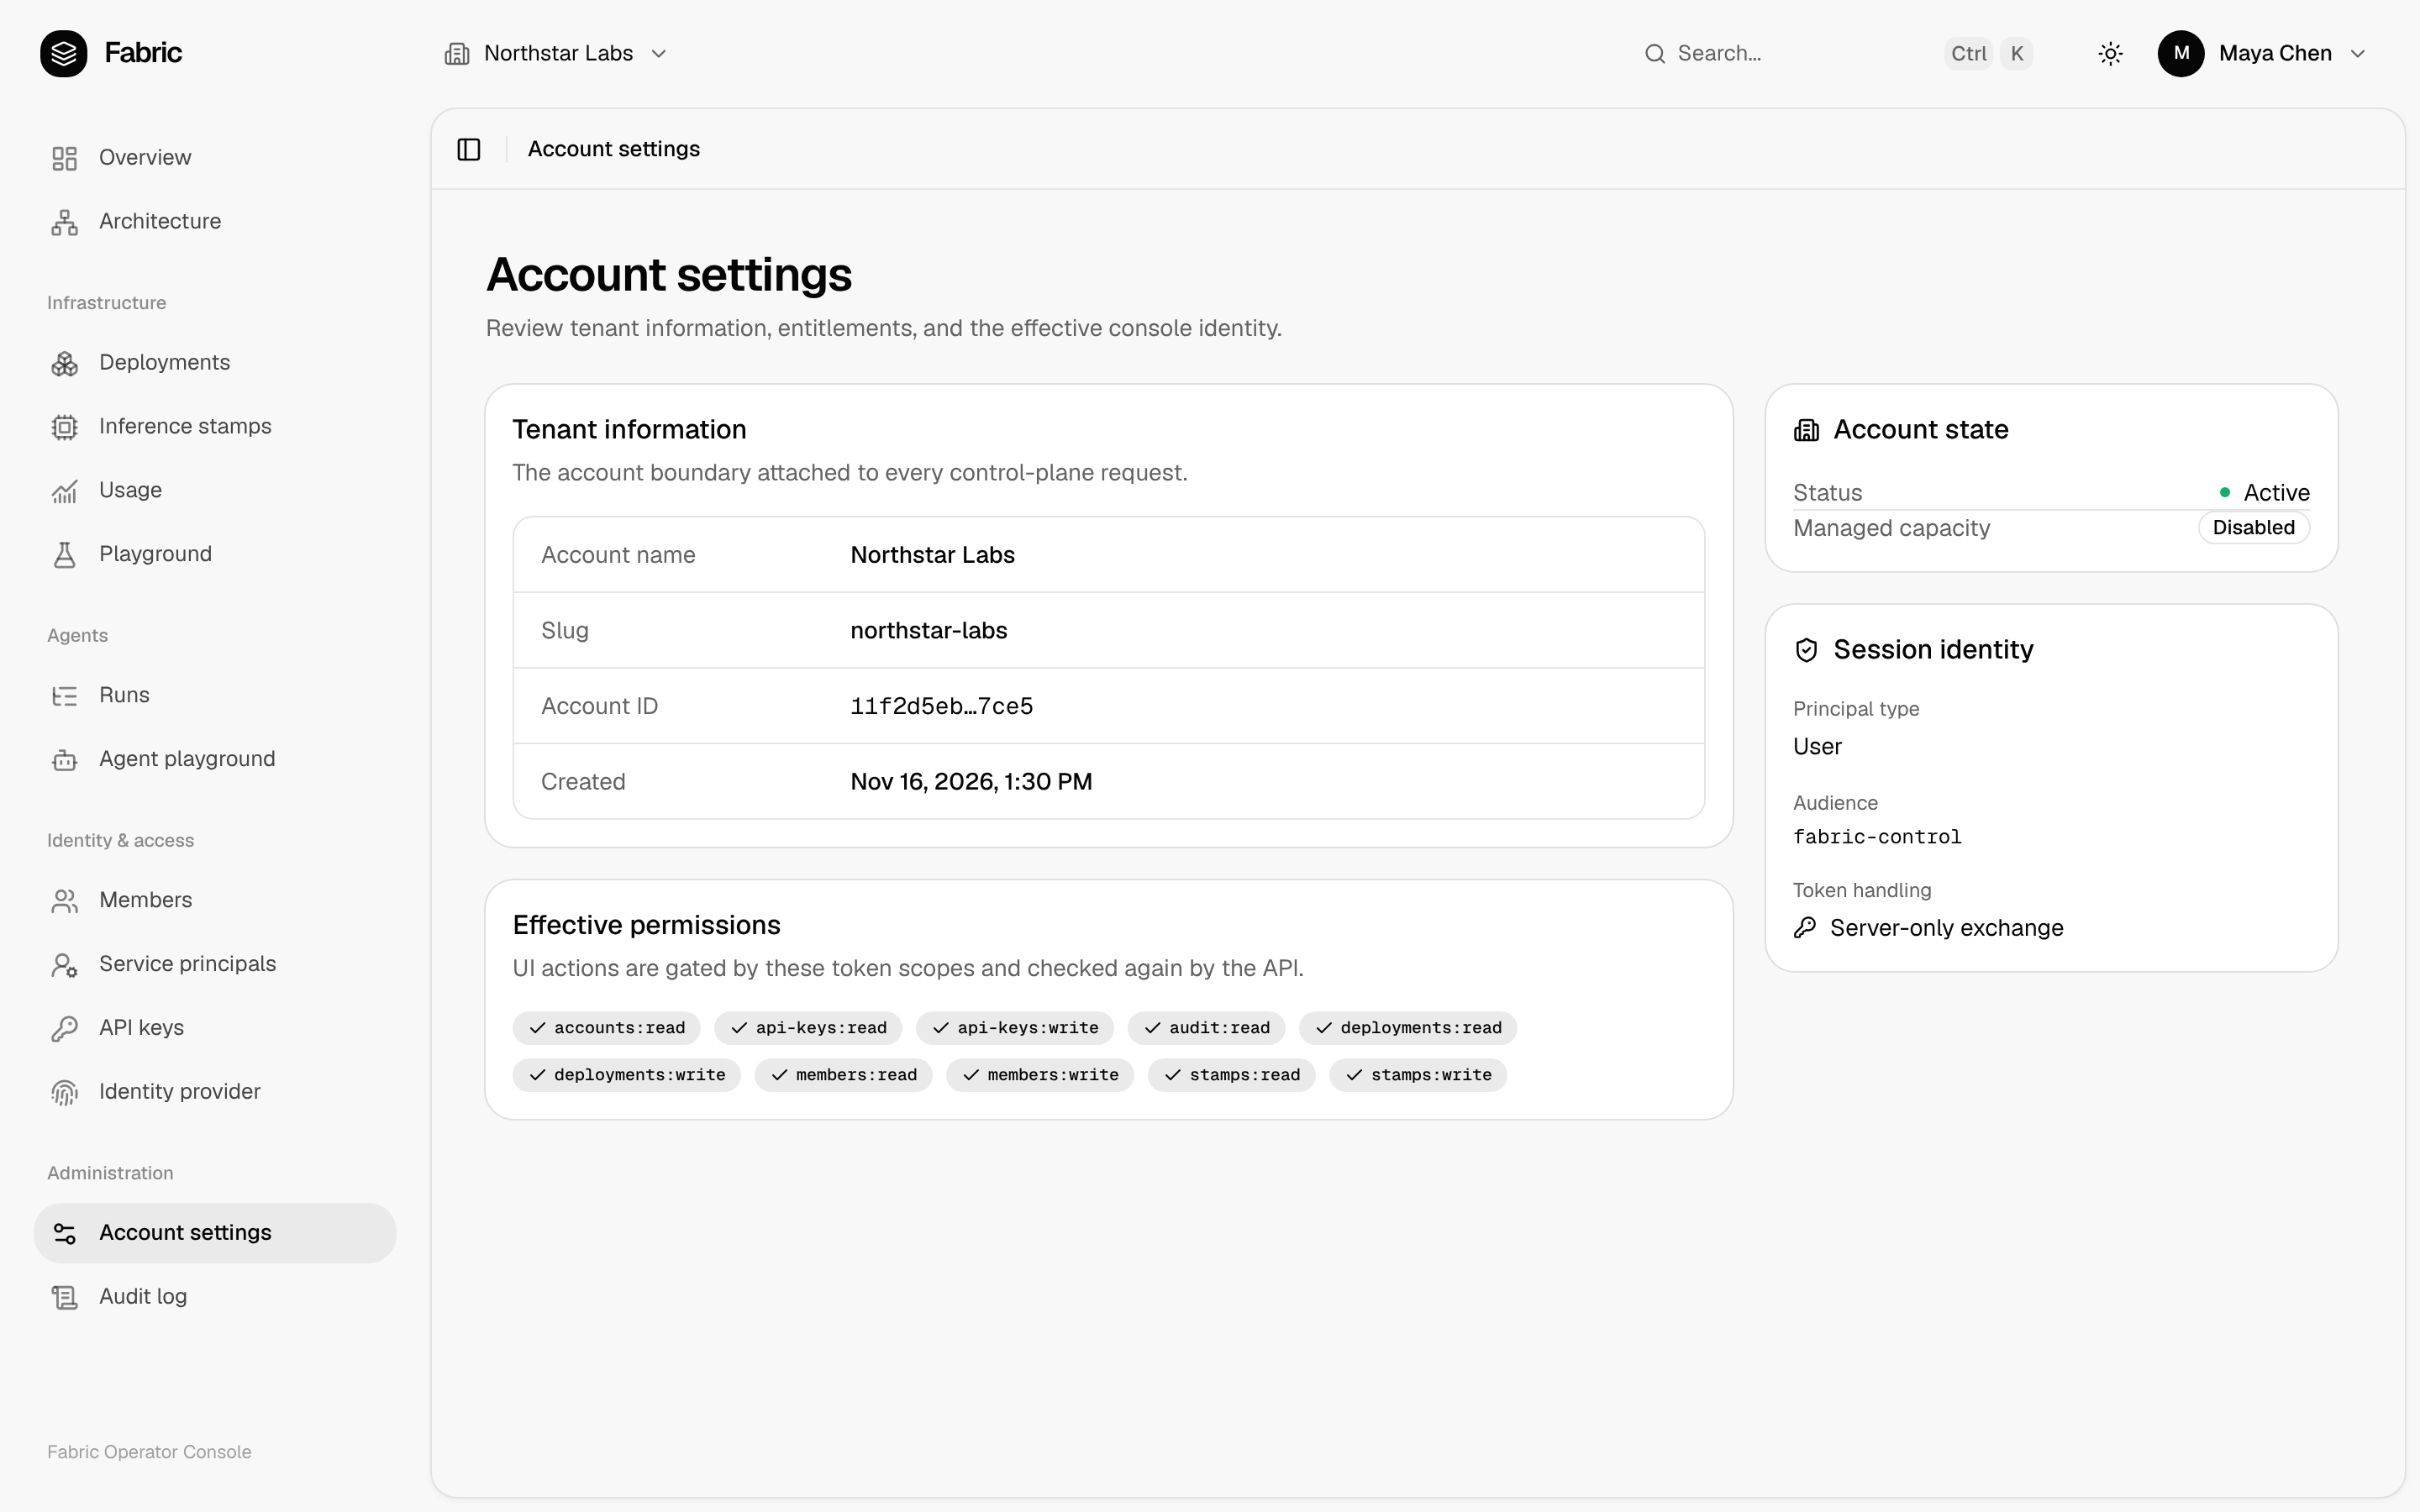 Fabric
Northstar Labs
Search...
Ctrl K
M
Maya Chen
Overview
Architecture
Infrastructure
Deployments
Inference stamps
Usage
Playground
Agents
Runs
Agent playground
Identity & access
Members
Service principals
API keys
Identity provider
Administration
Account settings
Audit log
Fabric Operator Console
Account settings
Account settings
Review tenant information, entitlements, and the effective console identity.
Tenant information
The account boundary attached to every control-plane request.
Account name Northstar Labs
Slug northstar-labs
Account ID 11f2d5eb…7ce5
Created Nov 16, 2026, 1:30 PM
Effective permissions
UI actions are gated by these token scopes and checked again by the API.
accounts:read api-keys:read api-keys:write audit:read deployments:read
deployments:write members:read members:write stamps:read stamps:write
Account state
Status Active
Managed capacity Disabled
Session identity
Principal type
User
Audience
fabric-control
Token handling
Server-only exchange